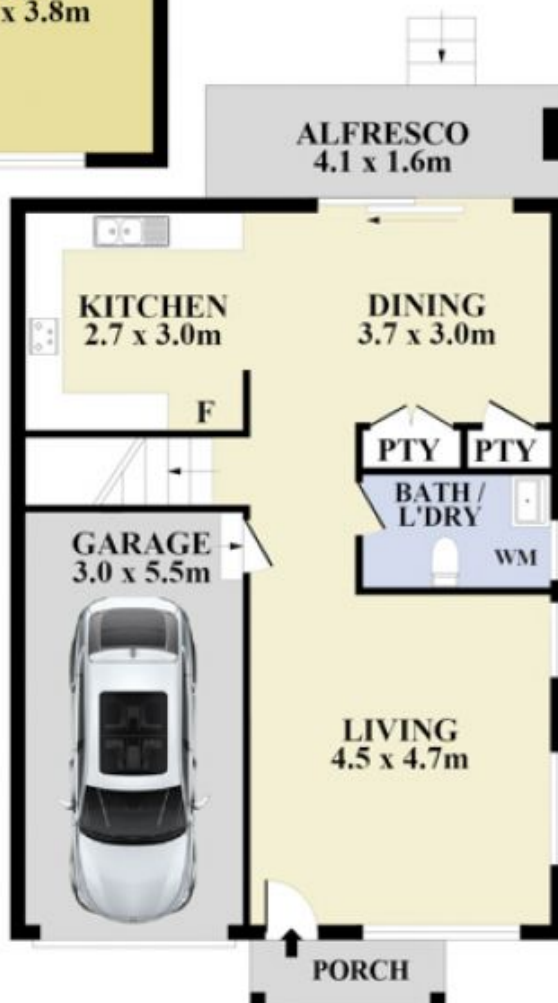 x 3.8m
ALFRESCO
4.1 x 1.6m
KITCHEN
2.7 x 3.0m
DINING
3.7 x 3.0m
F
PTY
PTY
BATH /
L'DRY
WM
GARAGE
3.0 x 5.5m
LIVING
4.5 x 4.7m
PORCH